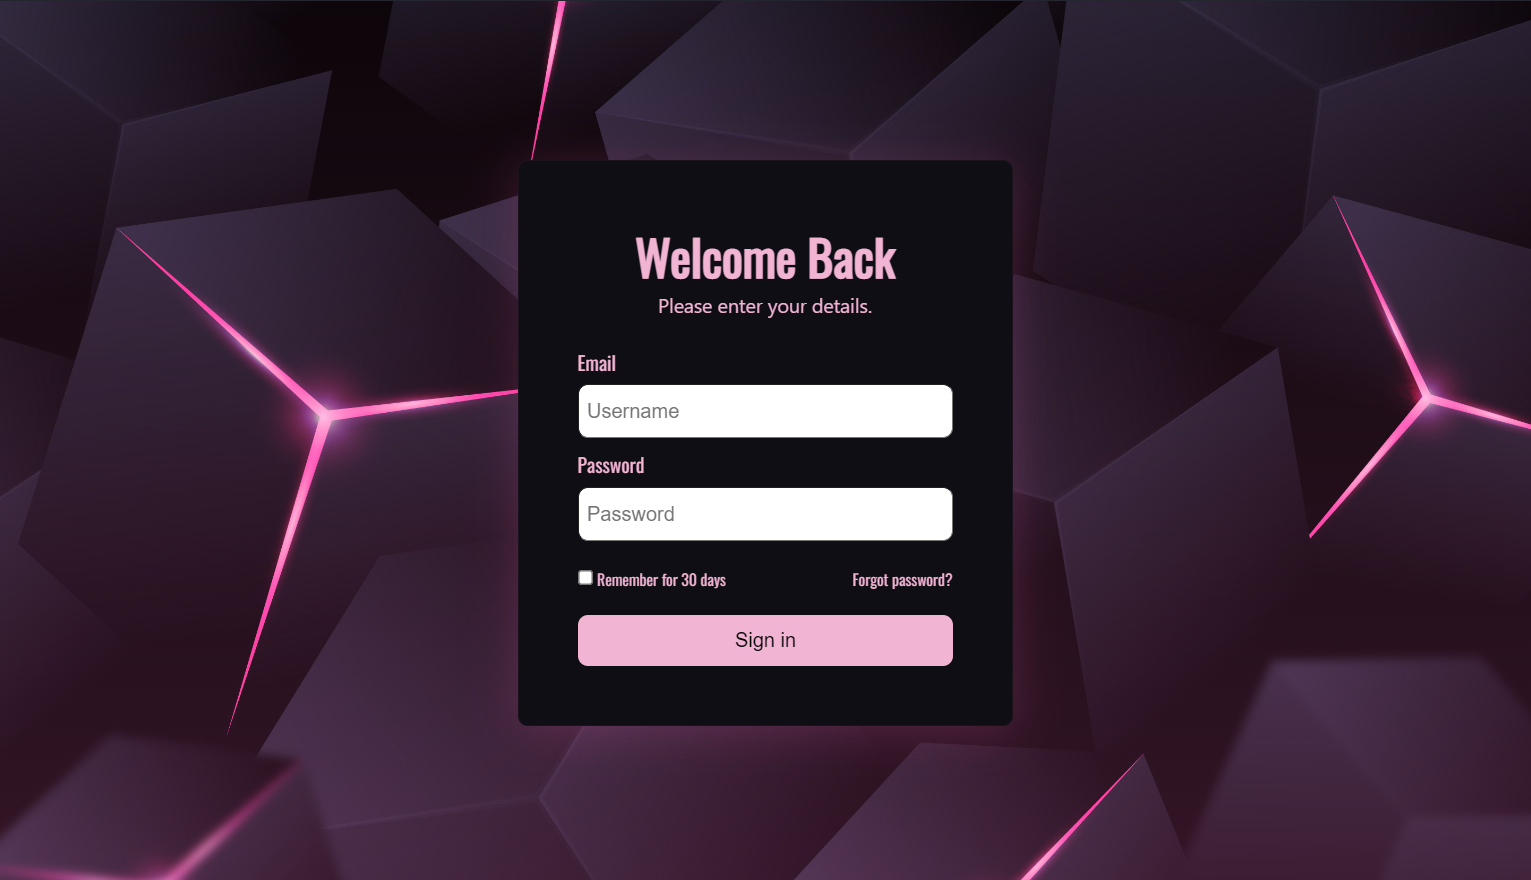 Welcome Back
Please enter your details.
Email
Username
Password
Password
Remember for 30 days Forgot password?
Sign in